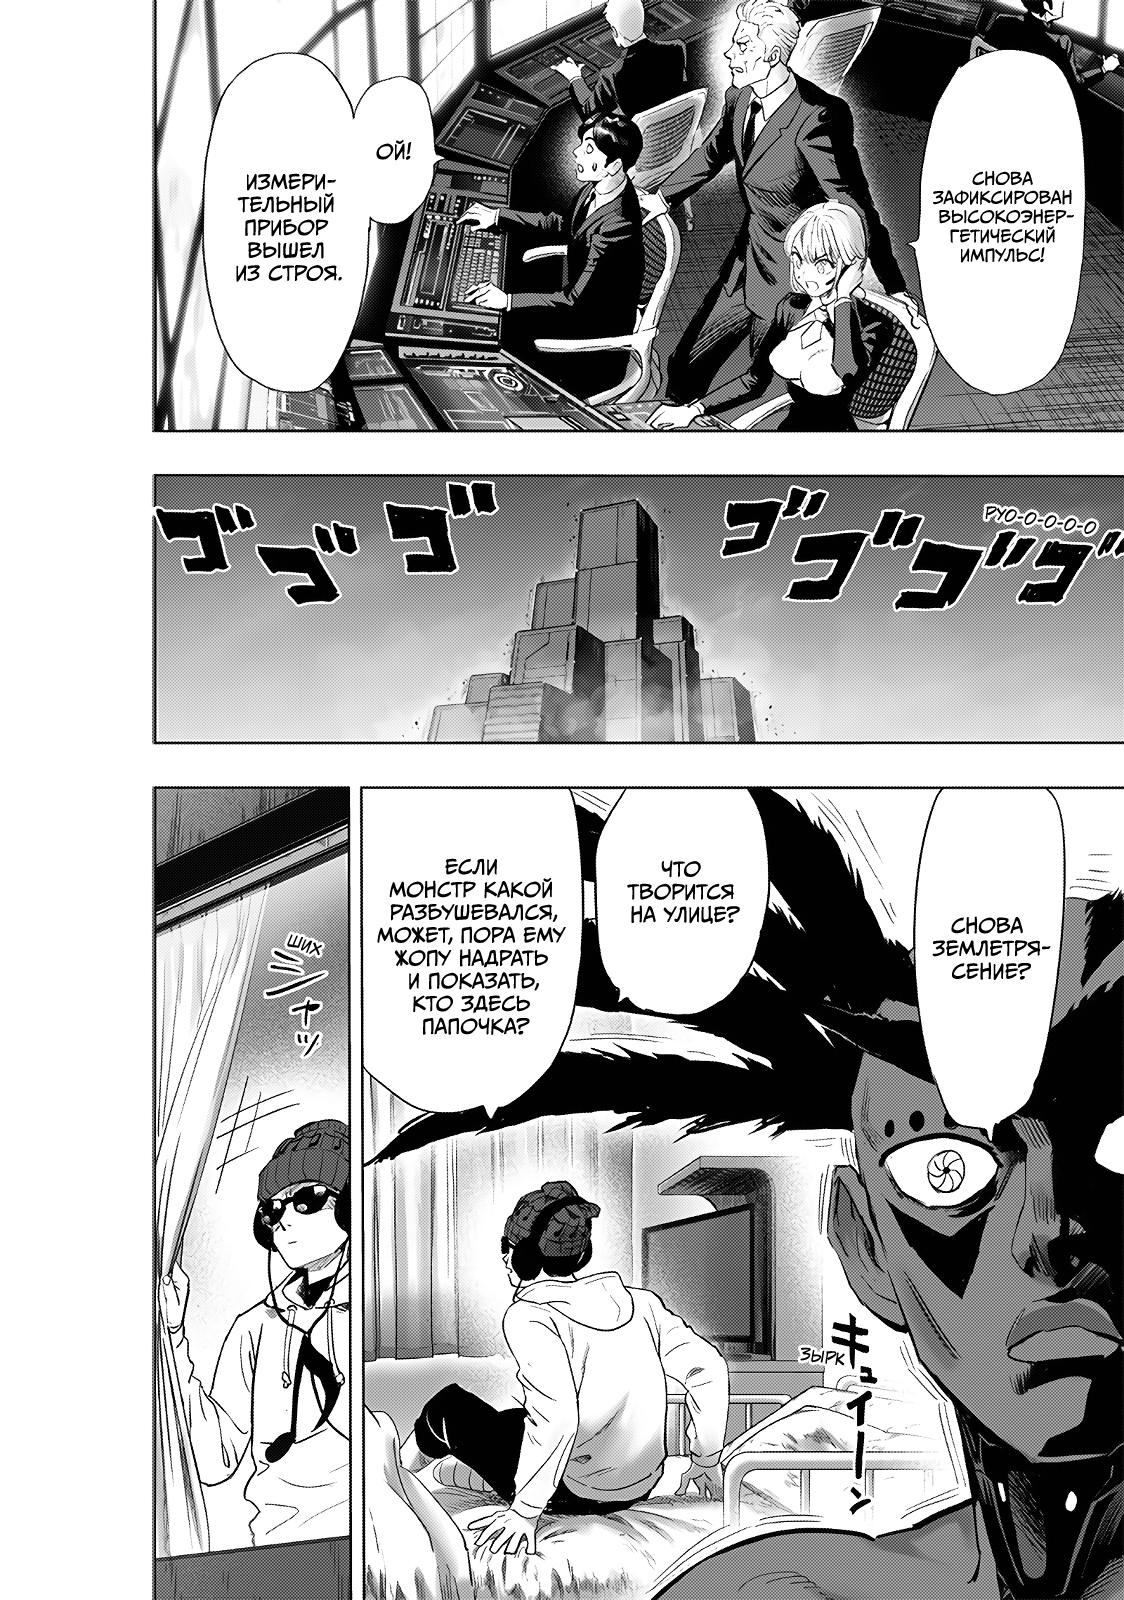 СНОВА
ЗАФИКСИРОВАН
ВЫСОКОЭНЕР-
ГЕТИЧЕСКИЙ
ИМПУЛЬС!
ОЙ!
ИЗМЕРИ-
ТЕЛЬНЫЙ
ПРИБОР
ВЫШЕЛ
ИЗ СТРОЯ.
РУО-О-О-О-О
ゴゴゴゴ
ゴゴゴ
СНОВА
ЗЕМЛЕТРЯ-
СЕНИЕ?
ЧТО
ТВОРИТСЯ
НА УЛИЦЕ?
ЕСЛИ
МОНСТР КАКОЙ
РАЗБУШЕВАЛСЯ,
МОЖЕТ, ПОРА ЕМУ
ЖОПУ НАДРАТЬ
И ПОКАЗАТЬ,
КТО ЗДЕСЬ
ПАПОЧКА?
ЗЫРК
キュイーン
ШИХ
シャッ